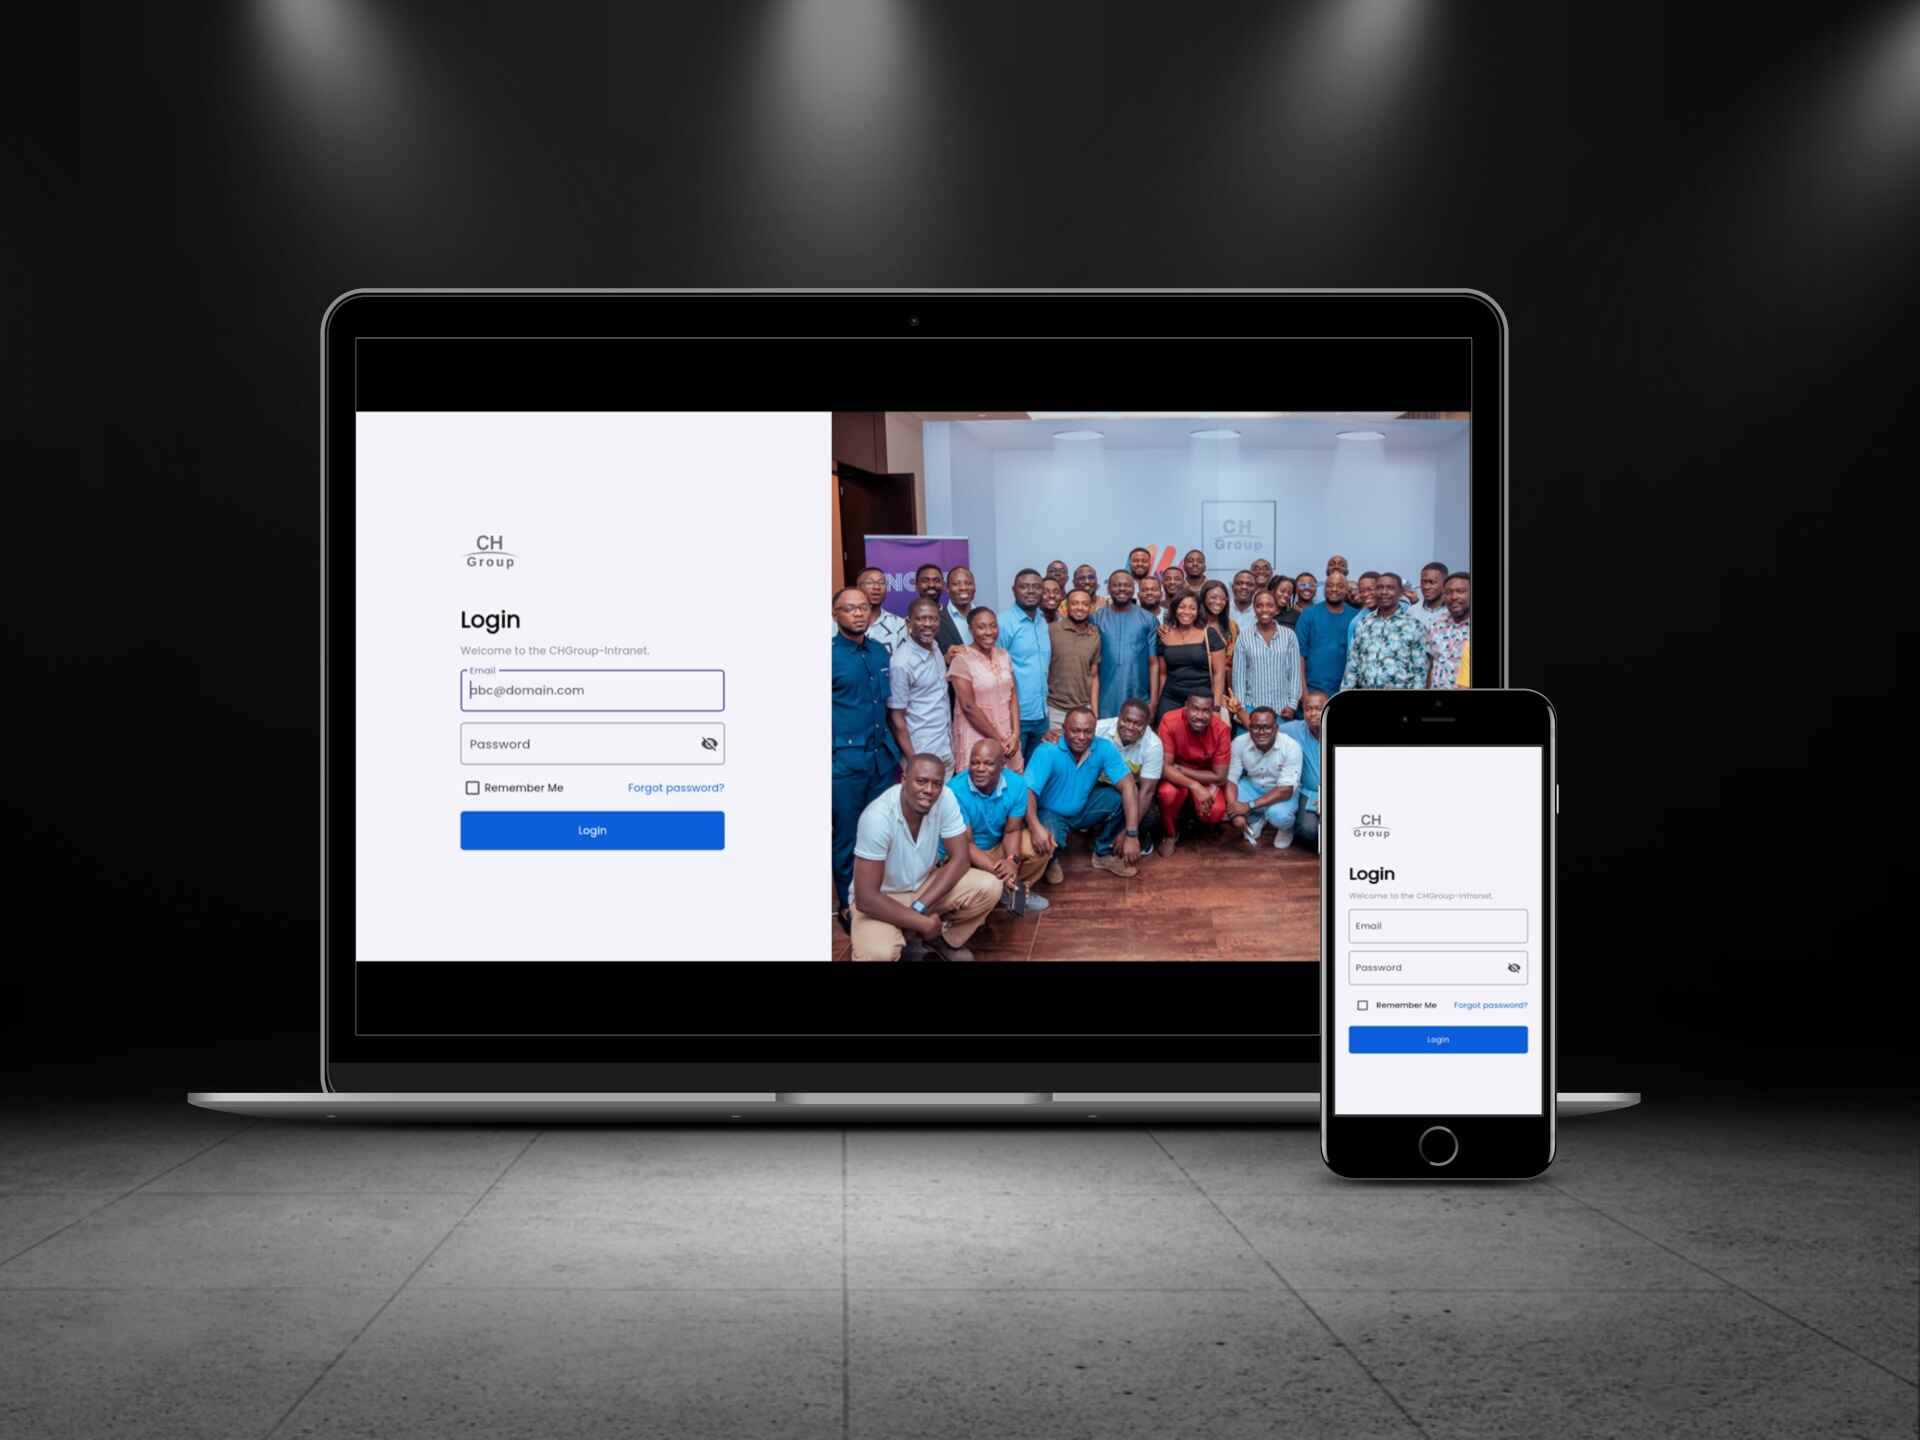 CH
Group
Login
Welcome to the CHGroup-Intranet.
Email
abc@domain.com
Password
Remember Me
Forgot password?
Login
CH
Group
CH
Group
Login
Welcome to the CHGroup-Intranet.
Email
Password
Remember Me
Forgot password?
Login